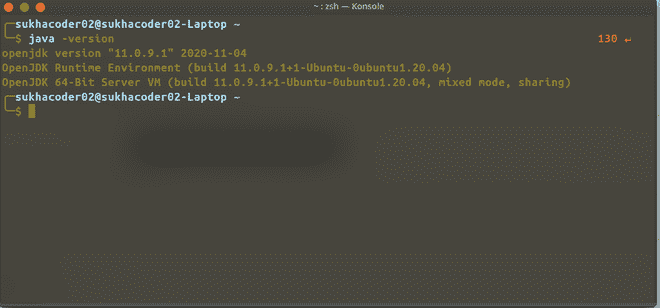 ~ : zsh — Konsole
sukhacoder02@sukhacoder02-Laptop ~
$ java -version 130 ↵
openjdk version "11.0.9.1" 2020-11-04
OpenJDK Runtime Environment (build 11.0.9.1+1-Ubuntu-0ubuntu1.20.04)
OpenJDK 64-Bit Server VM (build 11.0.9.1+1-Ubuntu-0ubuntu1.20.04, mixed mode, sharing)
sukhacoder02@sukhacoder02-Laptop ~
$